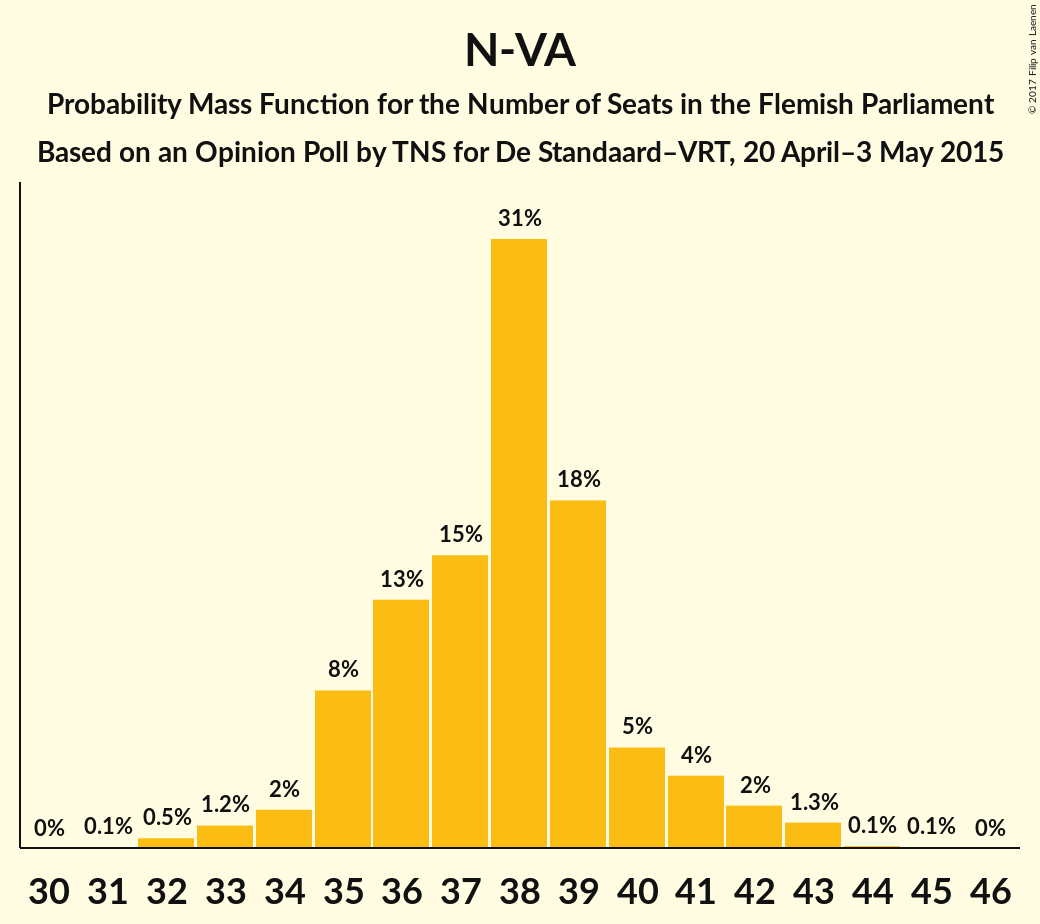 N-VA
Probability Mass Function for the Number of Seats in the Flemish Parliament
Based on an Opinion Poll by TNS for De Standaard–VRT, 20 April–3 May 2015
© 2017 Filip van Laenen
0% 0.1% 0.5% 1.2% 2% 8% 13% 15% 31% 18% 5% 4% 2% 1.3% 0.1% 0.1% 0%
30 31 32 33 34 35 36 37 38 39 40 41 42 43 44 45 46